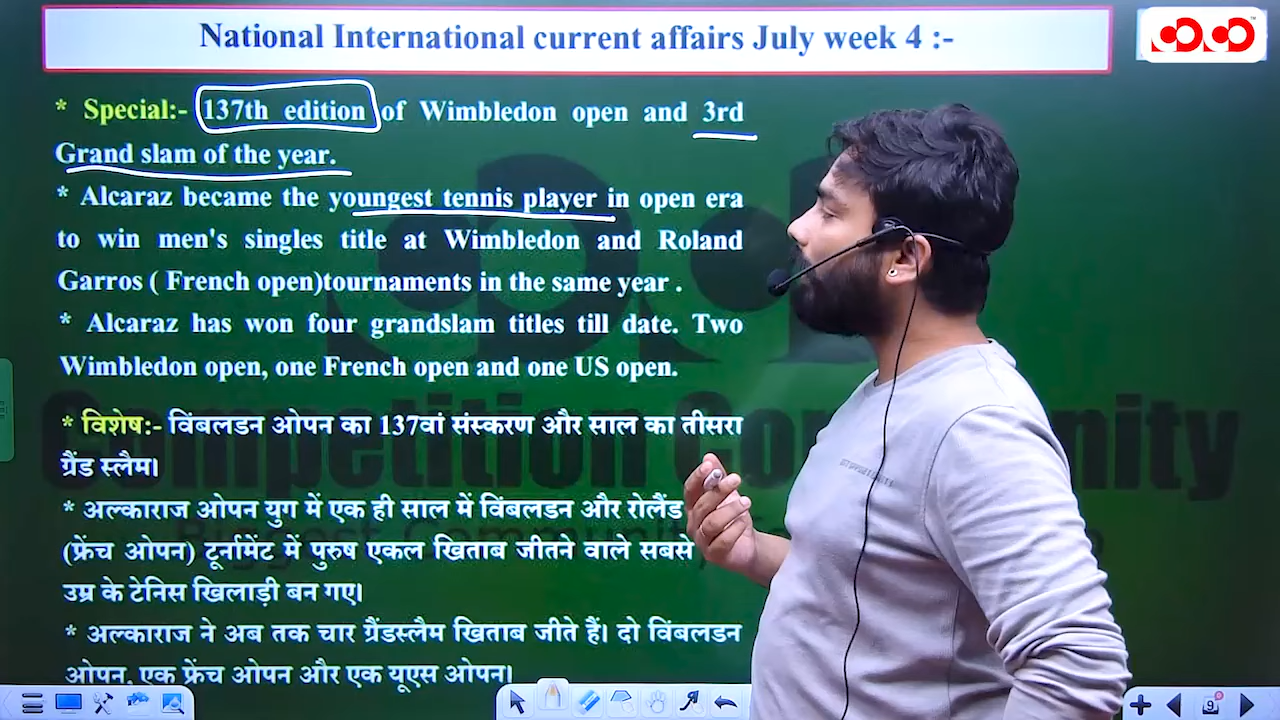 National International current affairs July week 4 :-
* Special:- 137th edition of Wimbledon open and 3rd
Grand slam of the year.
* Alcaraz became the youngest tennis player in open era
to win men's singles title at Wimbledon and Roland
Garros ( French open)tournaments in the same year .
* Alcaraz has won four grandslam titles till date. Two
Wimbledon open, one French open and one US open.
* विशेष:- विंबलडन ओपन का 137वां संस्करण और साल का तीसरा
ग्रैंड स्लैम।
* अल्काराज ओपन युग में एक ही साल में विंबलडन और रोलैंड
(फ्रेंच ओपन) टूर्नामेंट में पुरुष एकल खिताब जीतने वाले सबसे
उम्र के टेनिस खिलाड़ी बन गए।
* अल्काराज ने अब तक चार ग्रैंडस्लैम खिताब जीते हैं। दो विंबलडन
ओपन, एक फ्रेंच ओपन और एक यूएस ओपन।
9